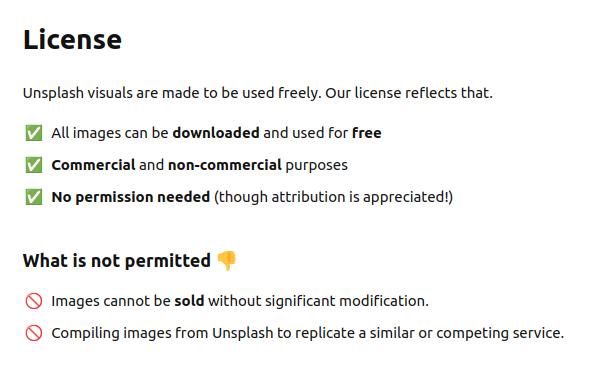 License
Unsplash visuals are made to be used freely. Our license reflects that.
✅ All images can be downloaded and used for free
✅ Commercial and non-commercial purposes
✅ No permission needed (though attribution is appreciated!)
What is not permitted 👎
🚫 Images cannot be sold without significant modification.
🚫 Compiling images from Unsplash to replicate a similar or competing service.